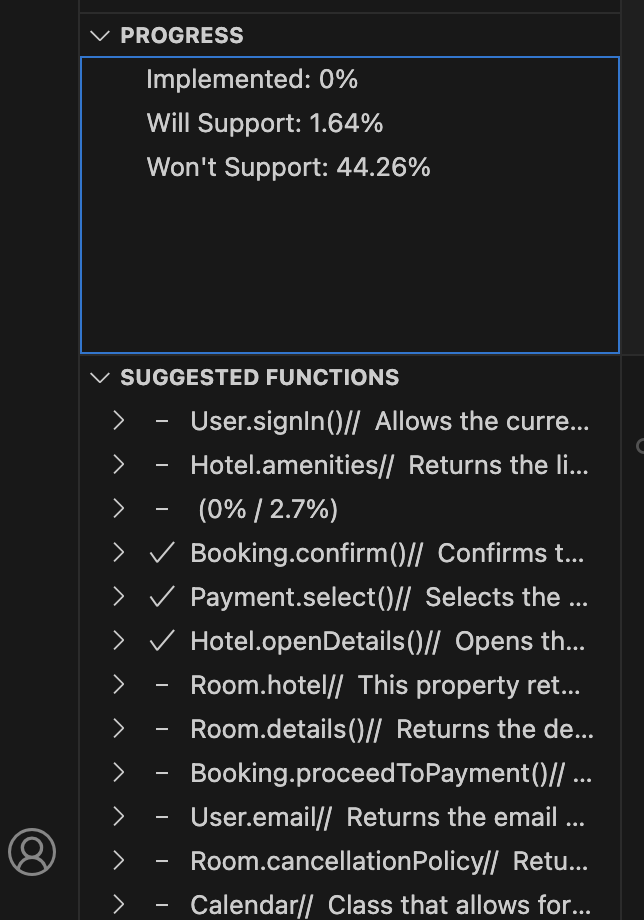 PROGRESS
Implemented: 0%
Will Support: 1.64%
Won't Support: 44.26%
SUGGESTED FUNCTIONS
– User.signIn()// Allows the curre...
– Hotel.amenities// Returns the li...
– (0% / 2.7%)
✓ Booking.confirm()// Confirms t...
✓ Payment.select()// Selects the ...
✓ Hotel.openDetails()// Opens th...
– Room.hotel// This property ret...
– Room.details()// Returns the de...
– Booking.proceedToPayment()// ...
– User.email// Returns the email ...
– Room.cancellationPolicy// Retu...
– Calendar// Class that allows for...